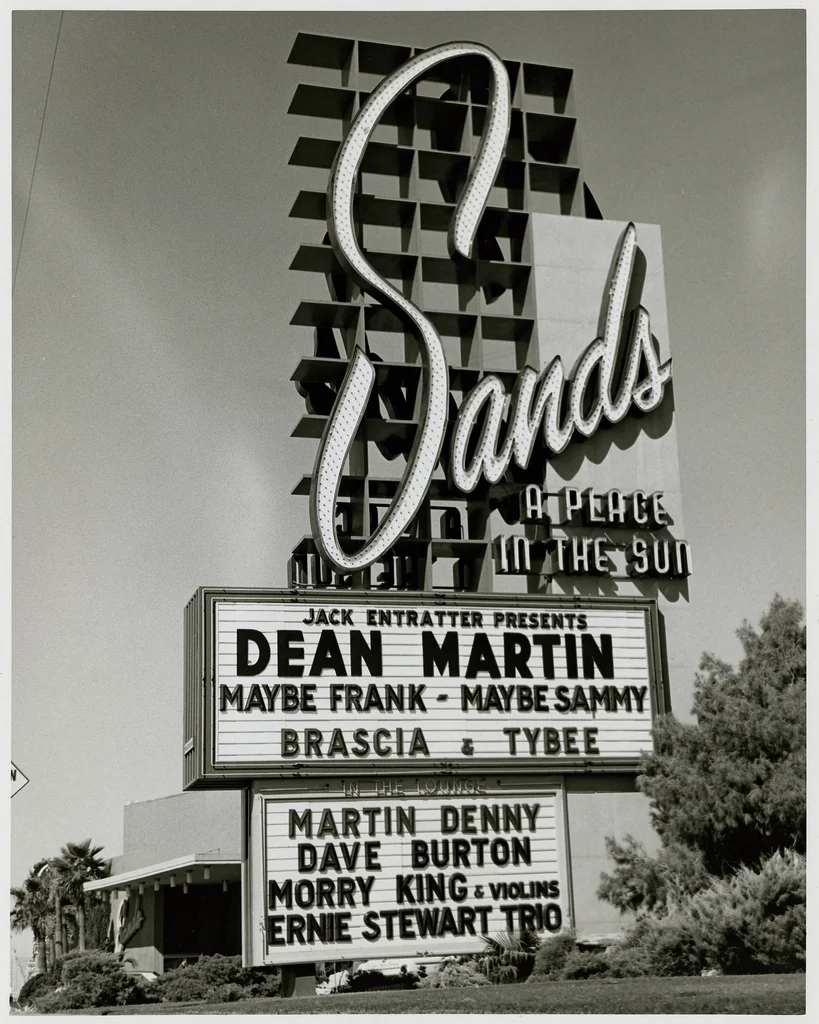 Sands
A PLACE
IN THE SUN
JACK ENTRATTER PRESENTS
DEAN MARTIN
MAYBE FRANK - MAYBE SAMMY
BRASCIA & TYBEE
IN THE LOUNGE
MARTIN DENNY
DAVE BURTON
MORRY KING & VIOLINS
ERNIE STEWART TRIO